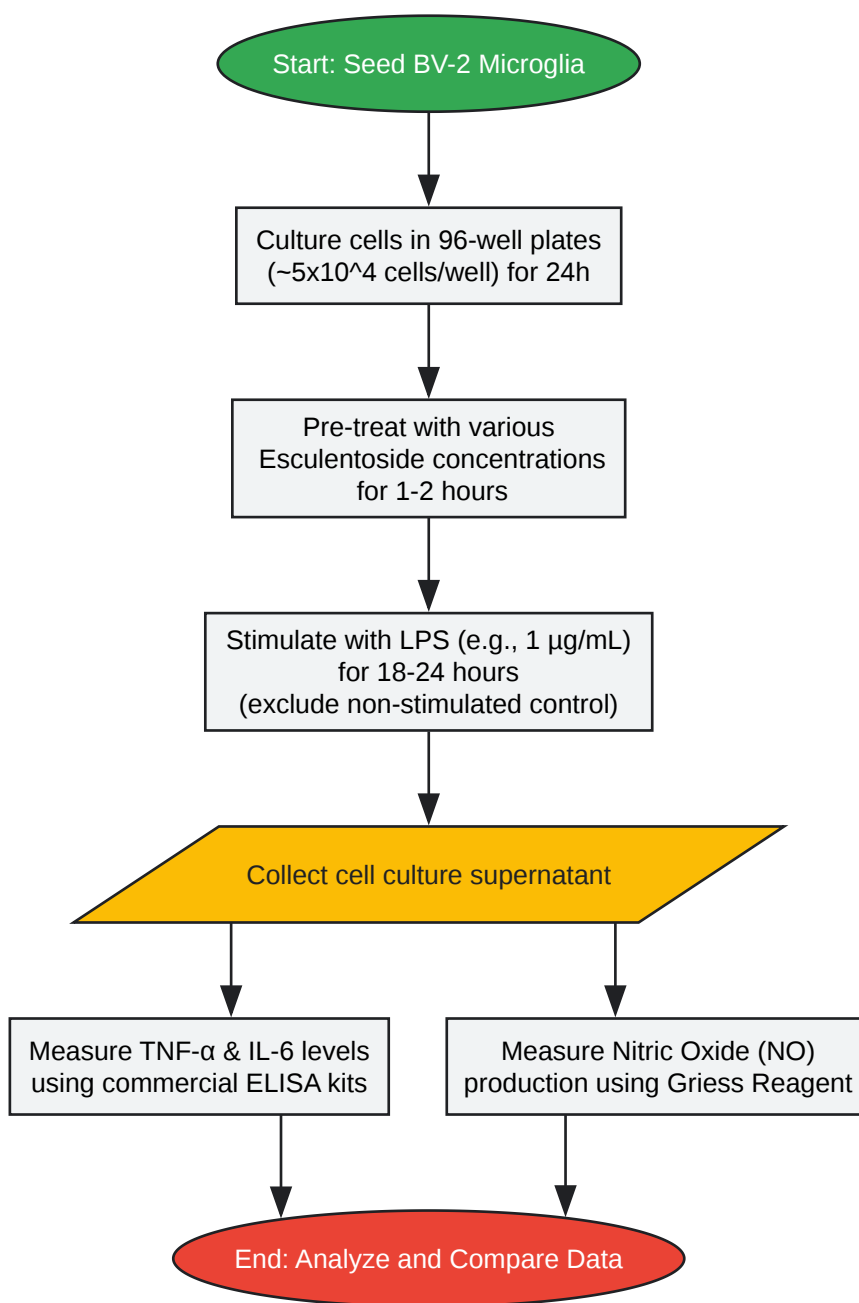 Start: Seed BV-2 Microglia
Culture cells in 96-well plates
(~5x10^4 cells/well) for 24h
Pre-treat with various
Esculentoside concentrations
for 1-2 hours
Stimulate with LPS (e.g., 1 µg/mL)
for 18-24 hours
(exclude non-stimulated control)
Collect cell culture supernatant
Measure TNF-α & IL-6 levels
using commercial ELISA kits
Measure Nitric Oxide (NO)
production using Griess Reagent
End: Analyze and Compare Data